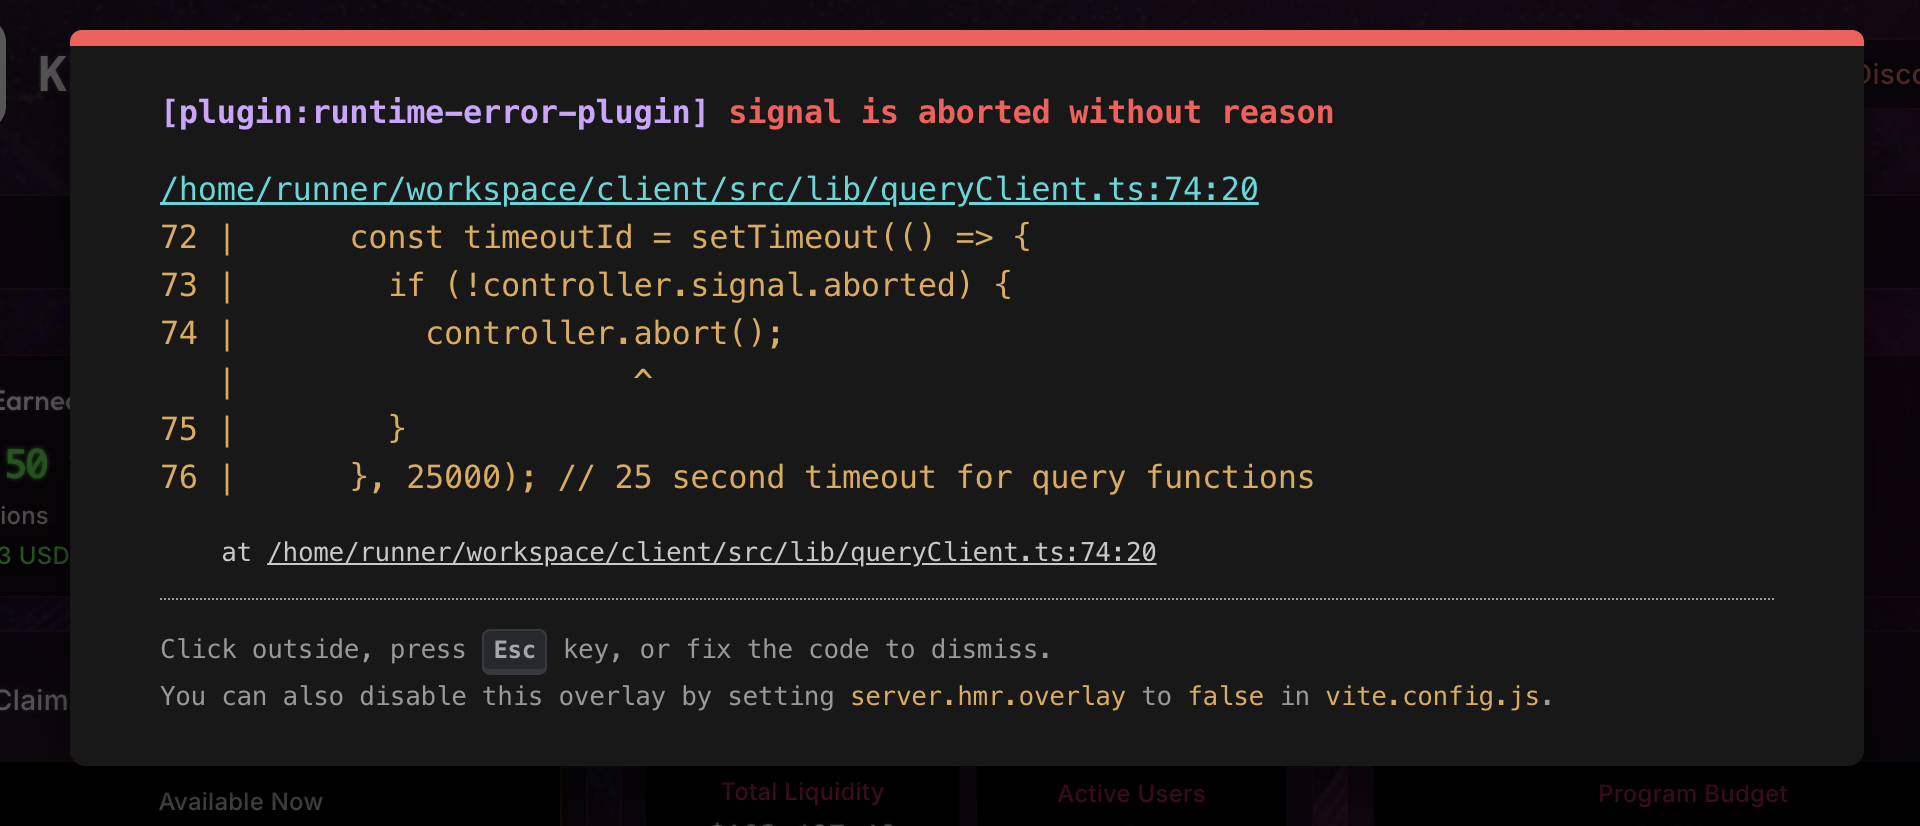 K
[plugin:runtime-error-plugin] signal is aborted without reason
/home/runner/workspace/client/src/lib/queryClient.ts:74:20
72 |      const timeoutId = setTimeout(() => {
73 |        if (!controller.signal.aborted) {
74 |          controller.abort();
   |                     ^
75 |        }
76 |      }, 25000); // 25 second timeout for query functions
at /home/runner/workspace/client/src/lib/queryClient.ts:74:20
Click outside, press Esc key, or fix the code to dismiss.
You can also disable this overlay by setting server.hmr.overlay to false in vite.config.js.
Disco
Earned
50
ions
3 USD
Claim
Available Now
Total Liquidity
Active Users
Program Budget